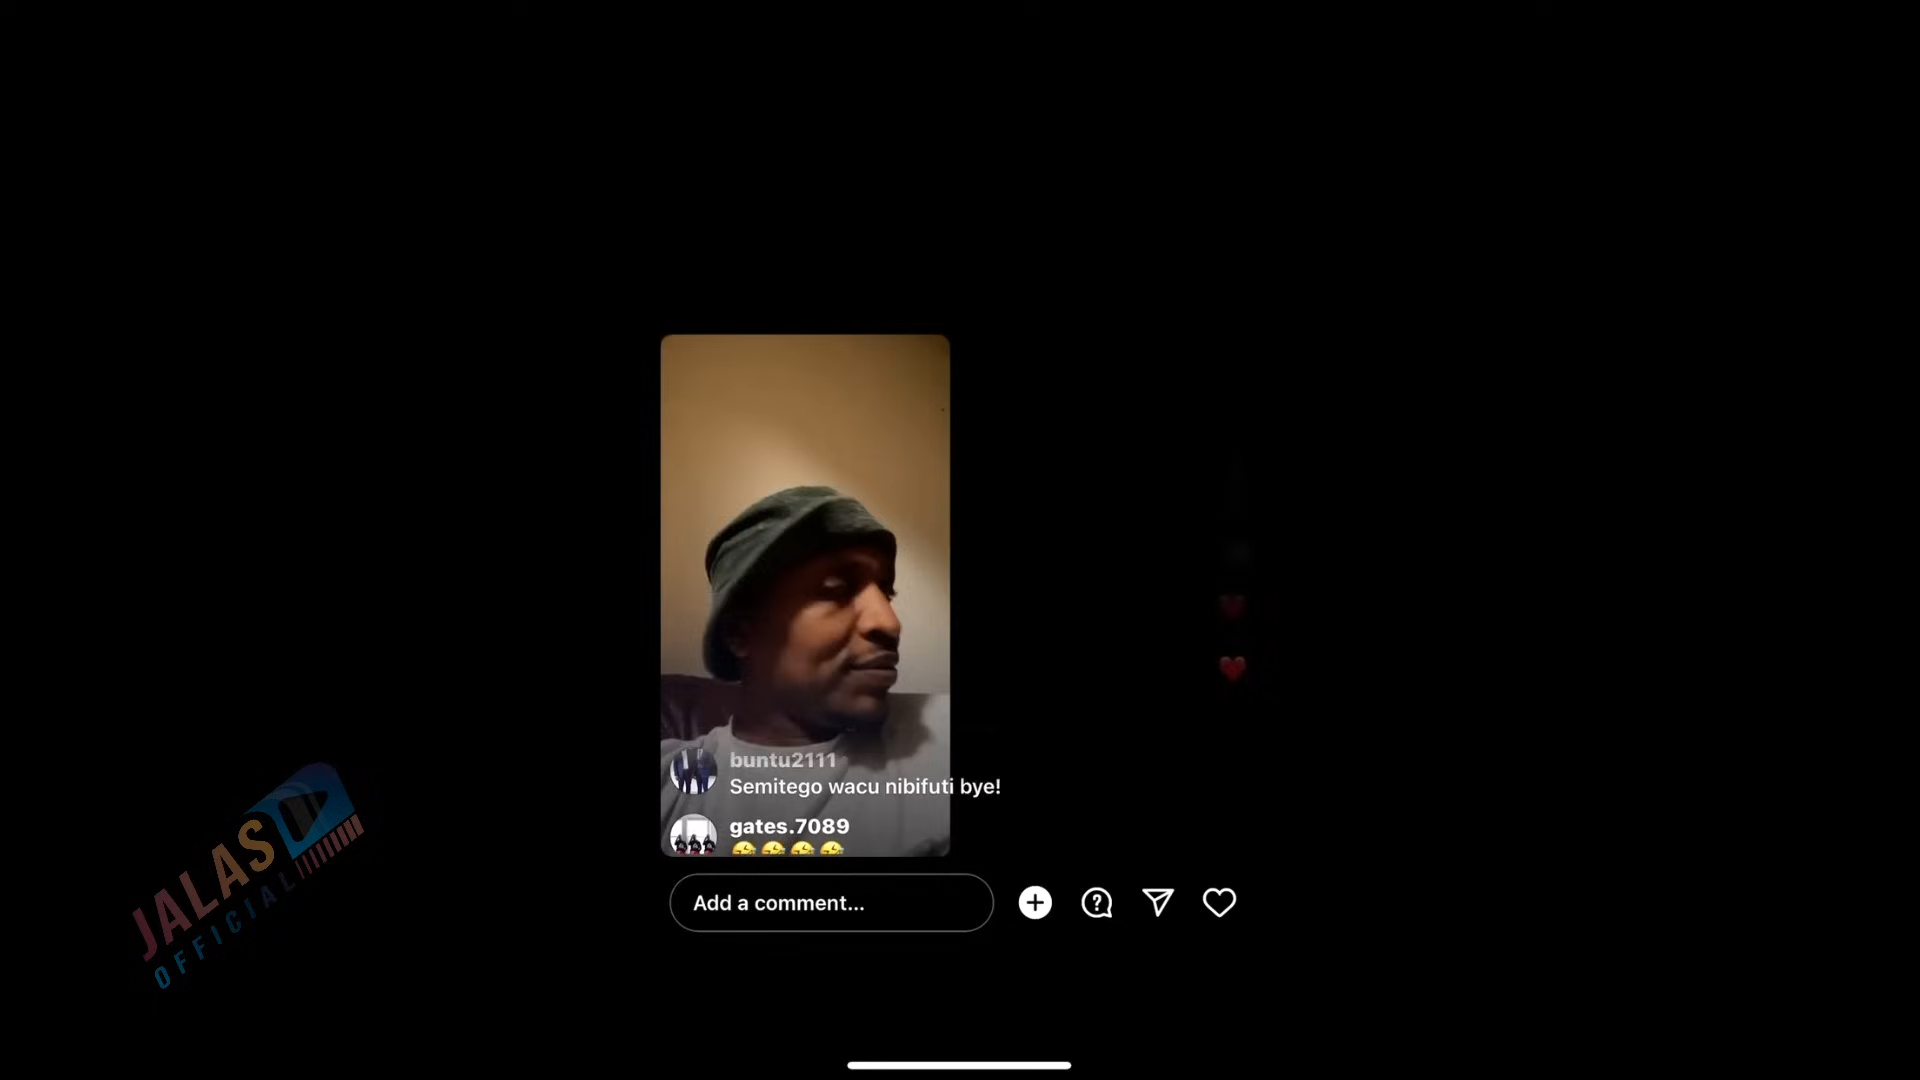 buntu2111
Semitego wacu nibifuti bye!
gates.7089
🤣🤣🤣🤣
Add a comment...
JALAS
OFFICIAL